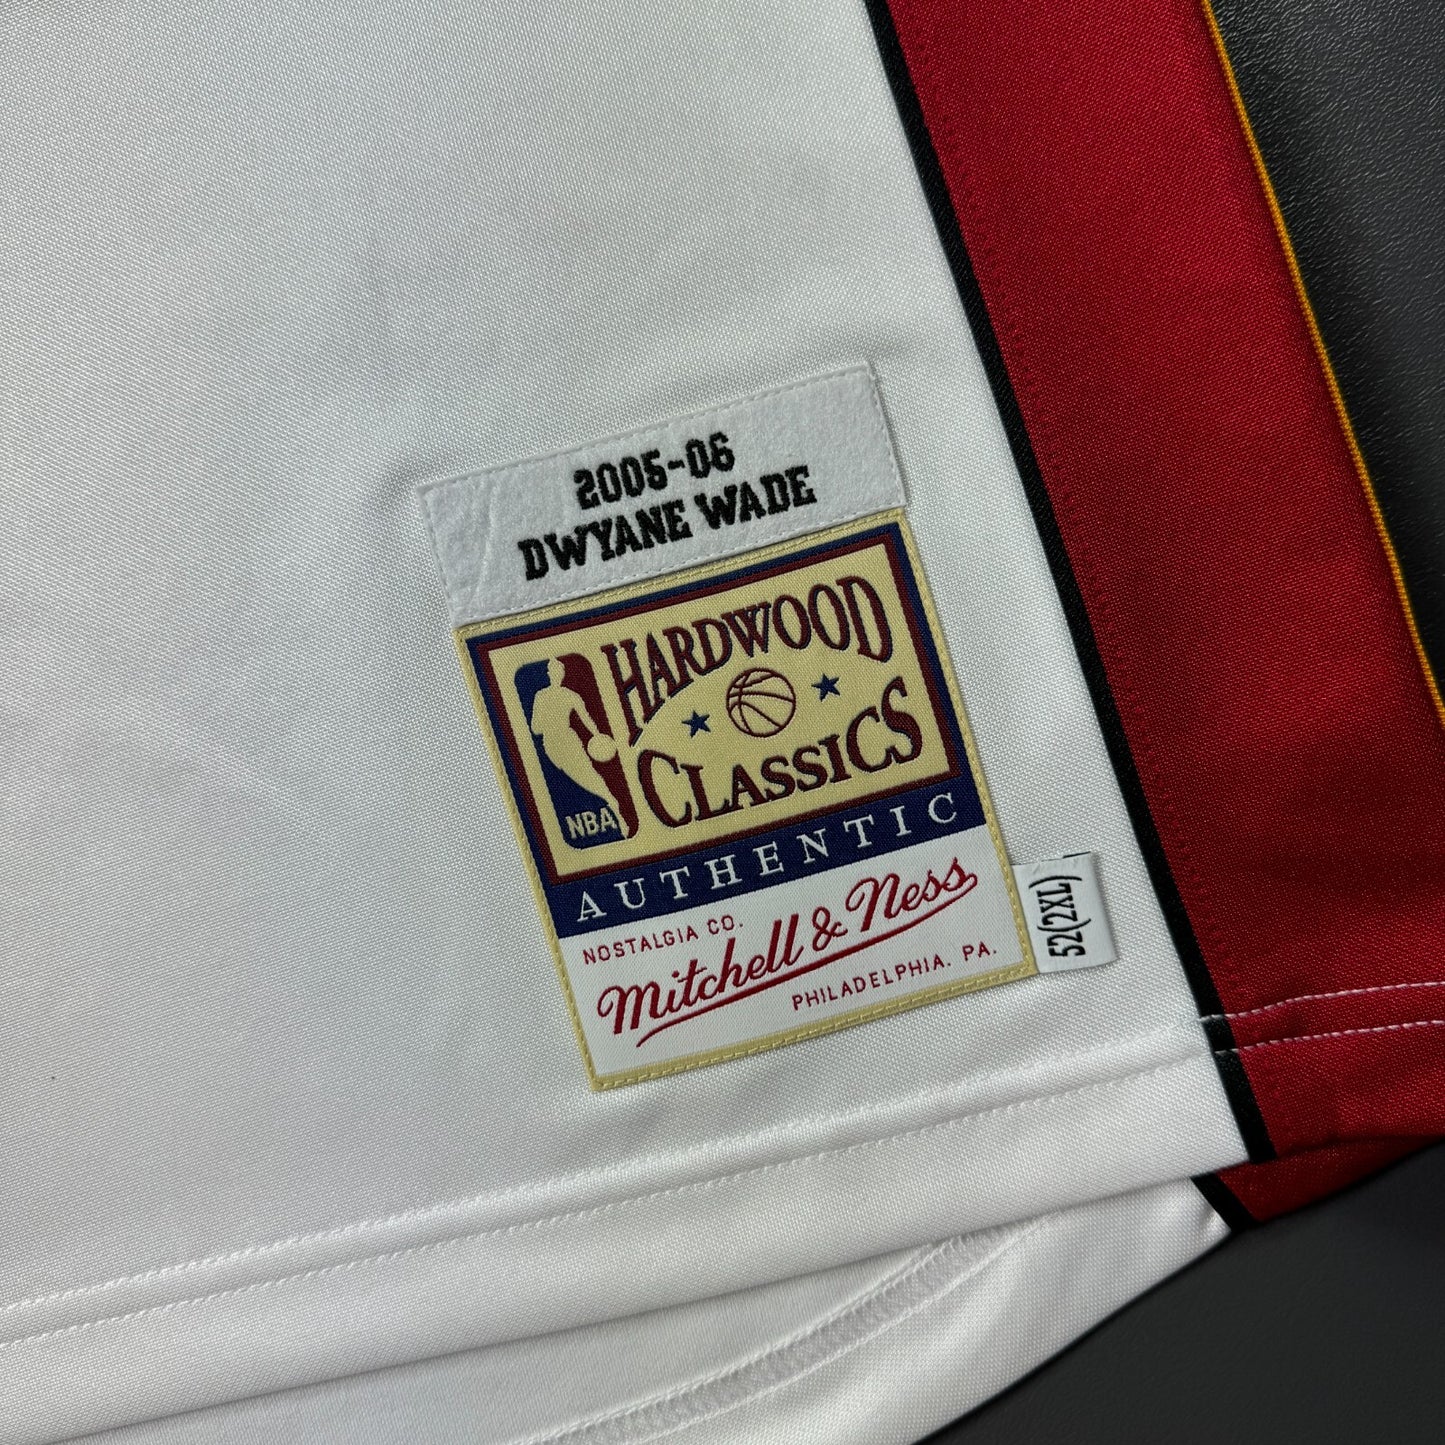 2005-06
DWYANE WADE
HARDWOOD
CLASSICS
NBA
AUTHENTIC
NOSTALGIA CO.
Mitchell & Ness
PHILADELPHIA, PA.
52(2XL)